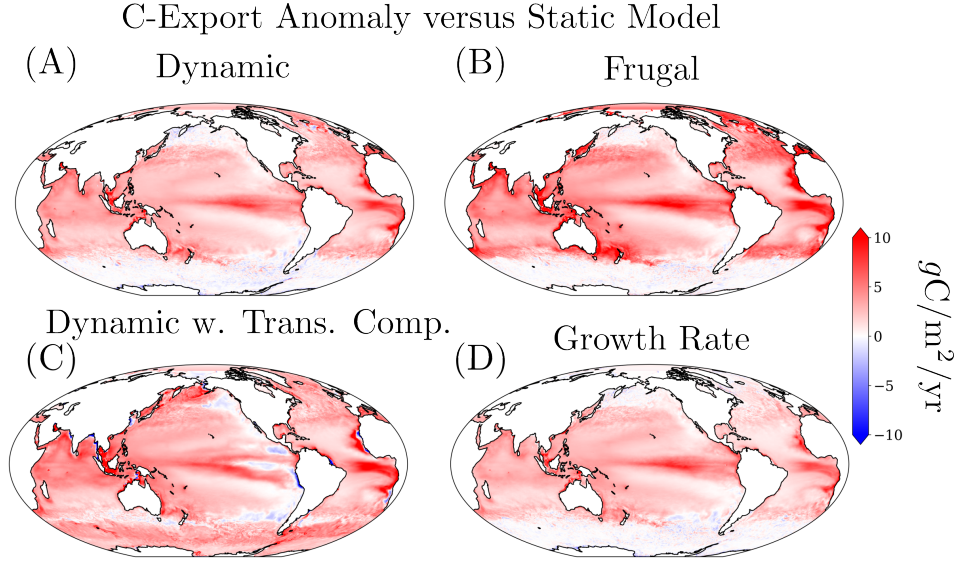 C-Export Anomaly versus Static Model
(A)
Dynamic
(B)
Frugal
Dynamic w. Trans. Comp.
(C)
Growth Rate
(D)
10
5
0
−5
−10
gC/m²/yr